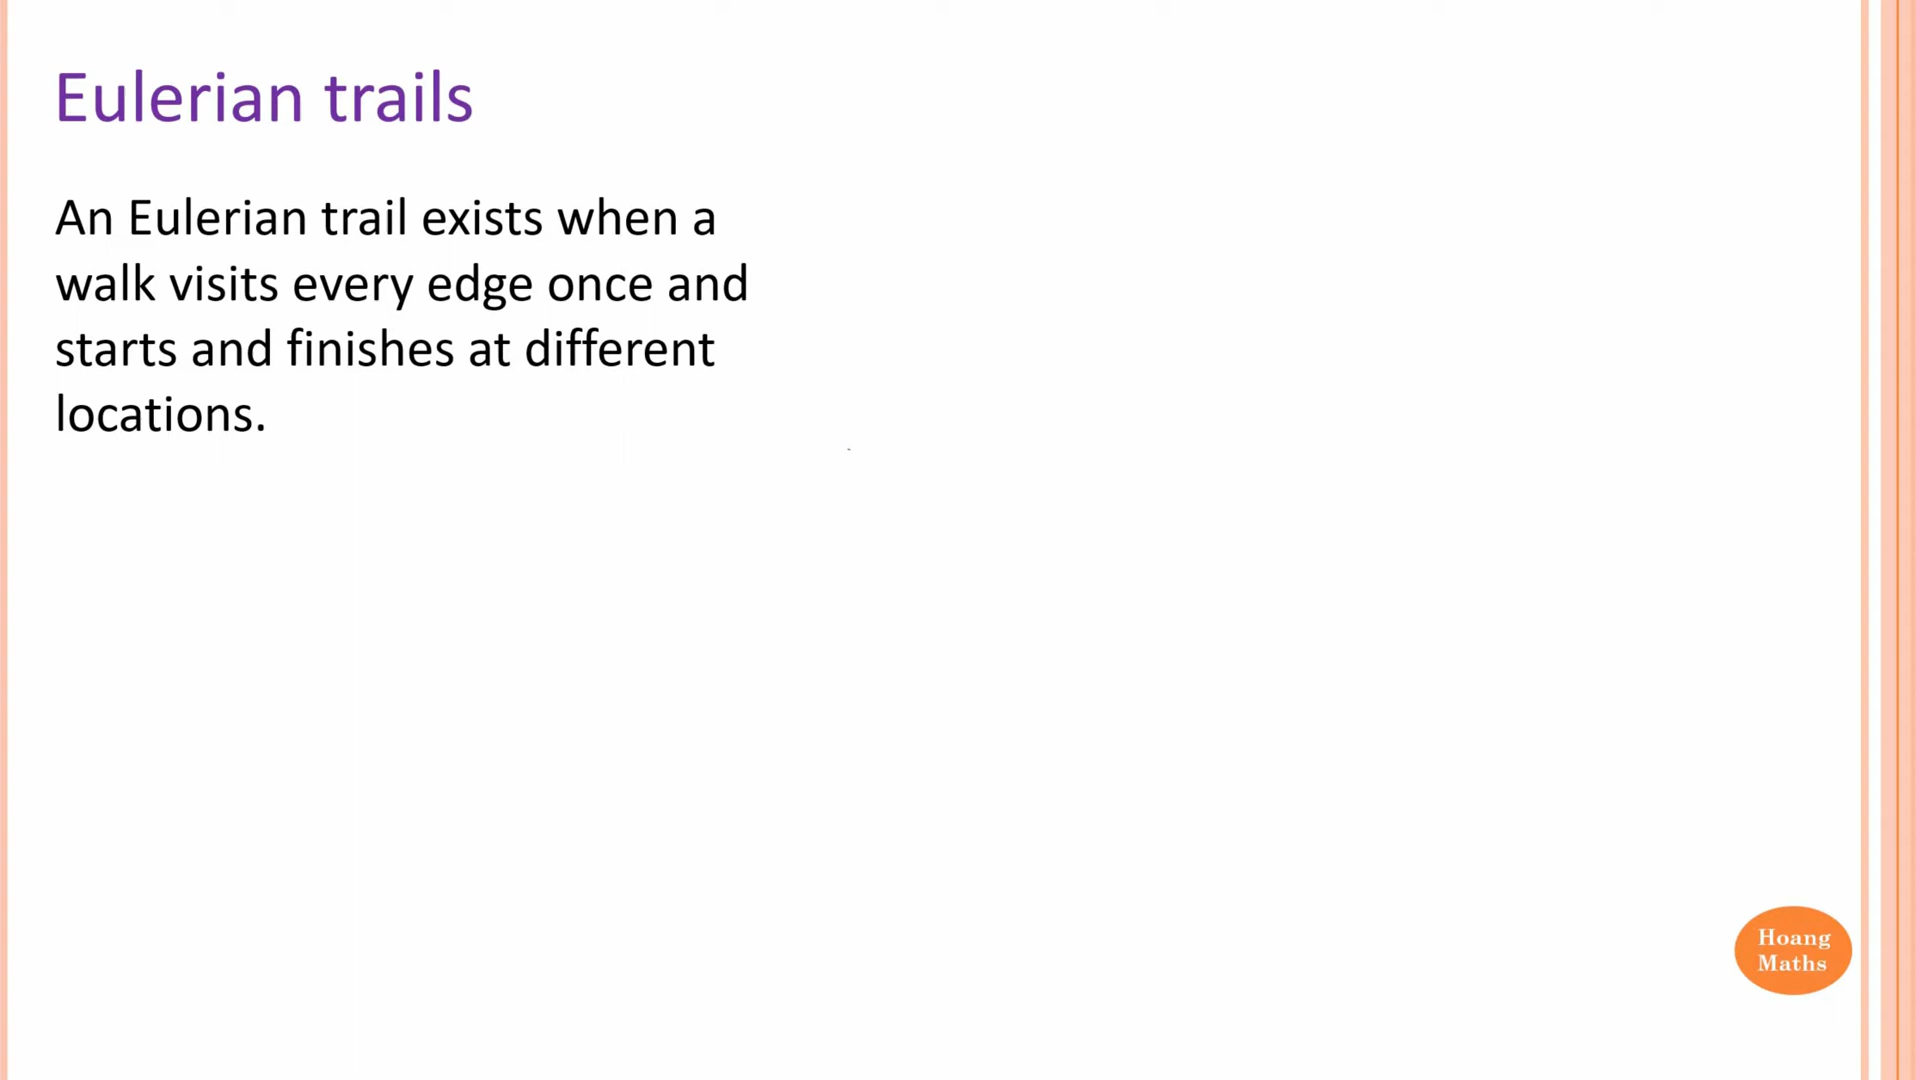 Eulerian trails
An Eulerian trail exists when a
walk visits every edge once and
starts and finishes at different
locations.
Hoang
Maths